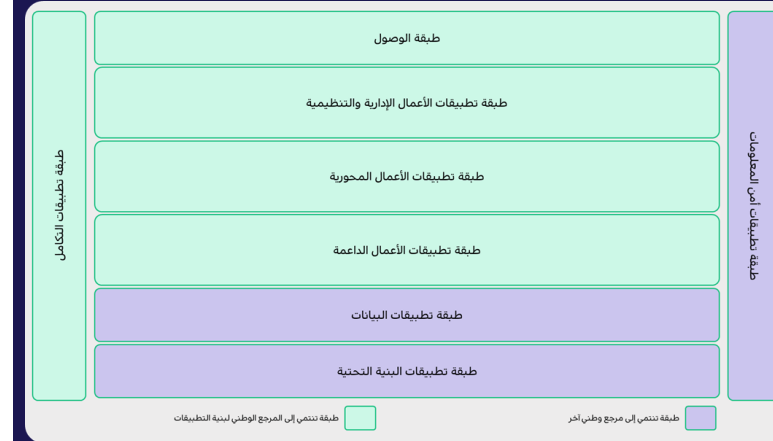 طبقة الوصول
طبقة تطبيقات الأعمال الإدارية والتنظيمية
طبقة تطبيقات الأعمال المحورية
طبقة تطبيقات الأعمال الداعمة
طبقة تطبيقات البيانات
طبقة تطبيقات البنية التحتية
طبقة تطبيقات أمن المعلومات
طبقة تطبيقات التكامل
طبقة تنتمي إلى مرجع وطني آخر
طبقة تنتمي إلى المرجع الوطني لبنية التطبيقات